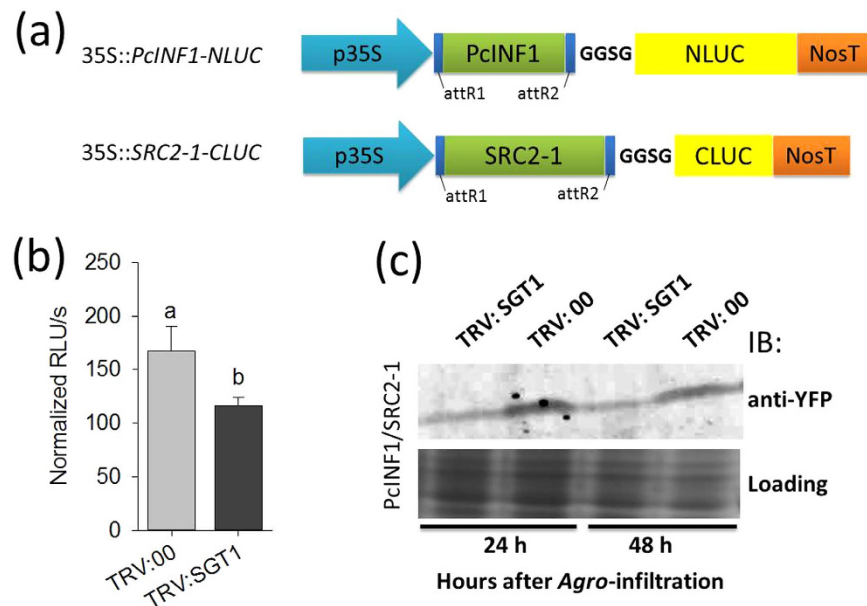 (a)
35S::PcINF1-NLUC
p35S
PcINF1
GGSG
NLUC
NosT
attR1
attR2
35S::SRC2-1-CLUC
p35S
SRC2-1
GGSG
CLUC
NosT
attR1
attR2
(b)
Normalized RLU/s
250
200
150
100
50
0
a
b
TRV:00
TRV:SGT1
(c)
TRV: SGT1
TRV: 00
TRV: SGT1
TRV: 00
IB:
PcINF1/SRC2-1
anti-YFP
Loading
24 h
48 h
Hours after Agro-infiltration